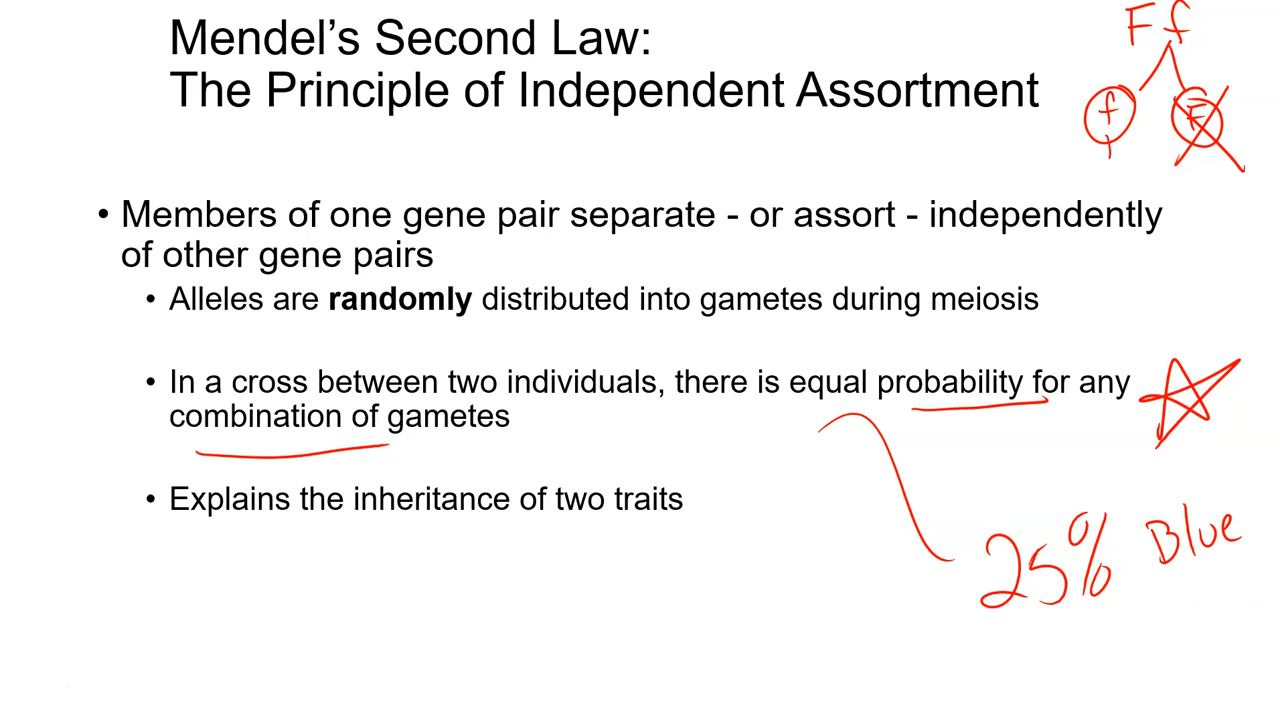 Mendel's Second Law:
The Principle of Independent Assortment
F f
f
F
• Members of one gene pair separate - or assort - independently
of other gene pairs
• Alleles are randomly distributed into gametes during meiosis
• In a cross between two individuals, there is equal probability for any
combination of gametes
• Explains the inheritance of two traits
25% Blue